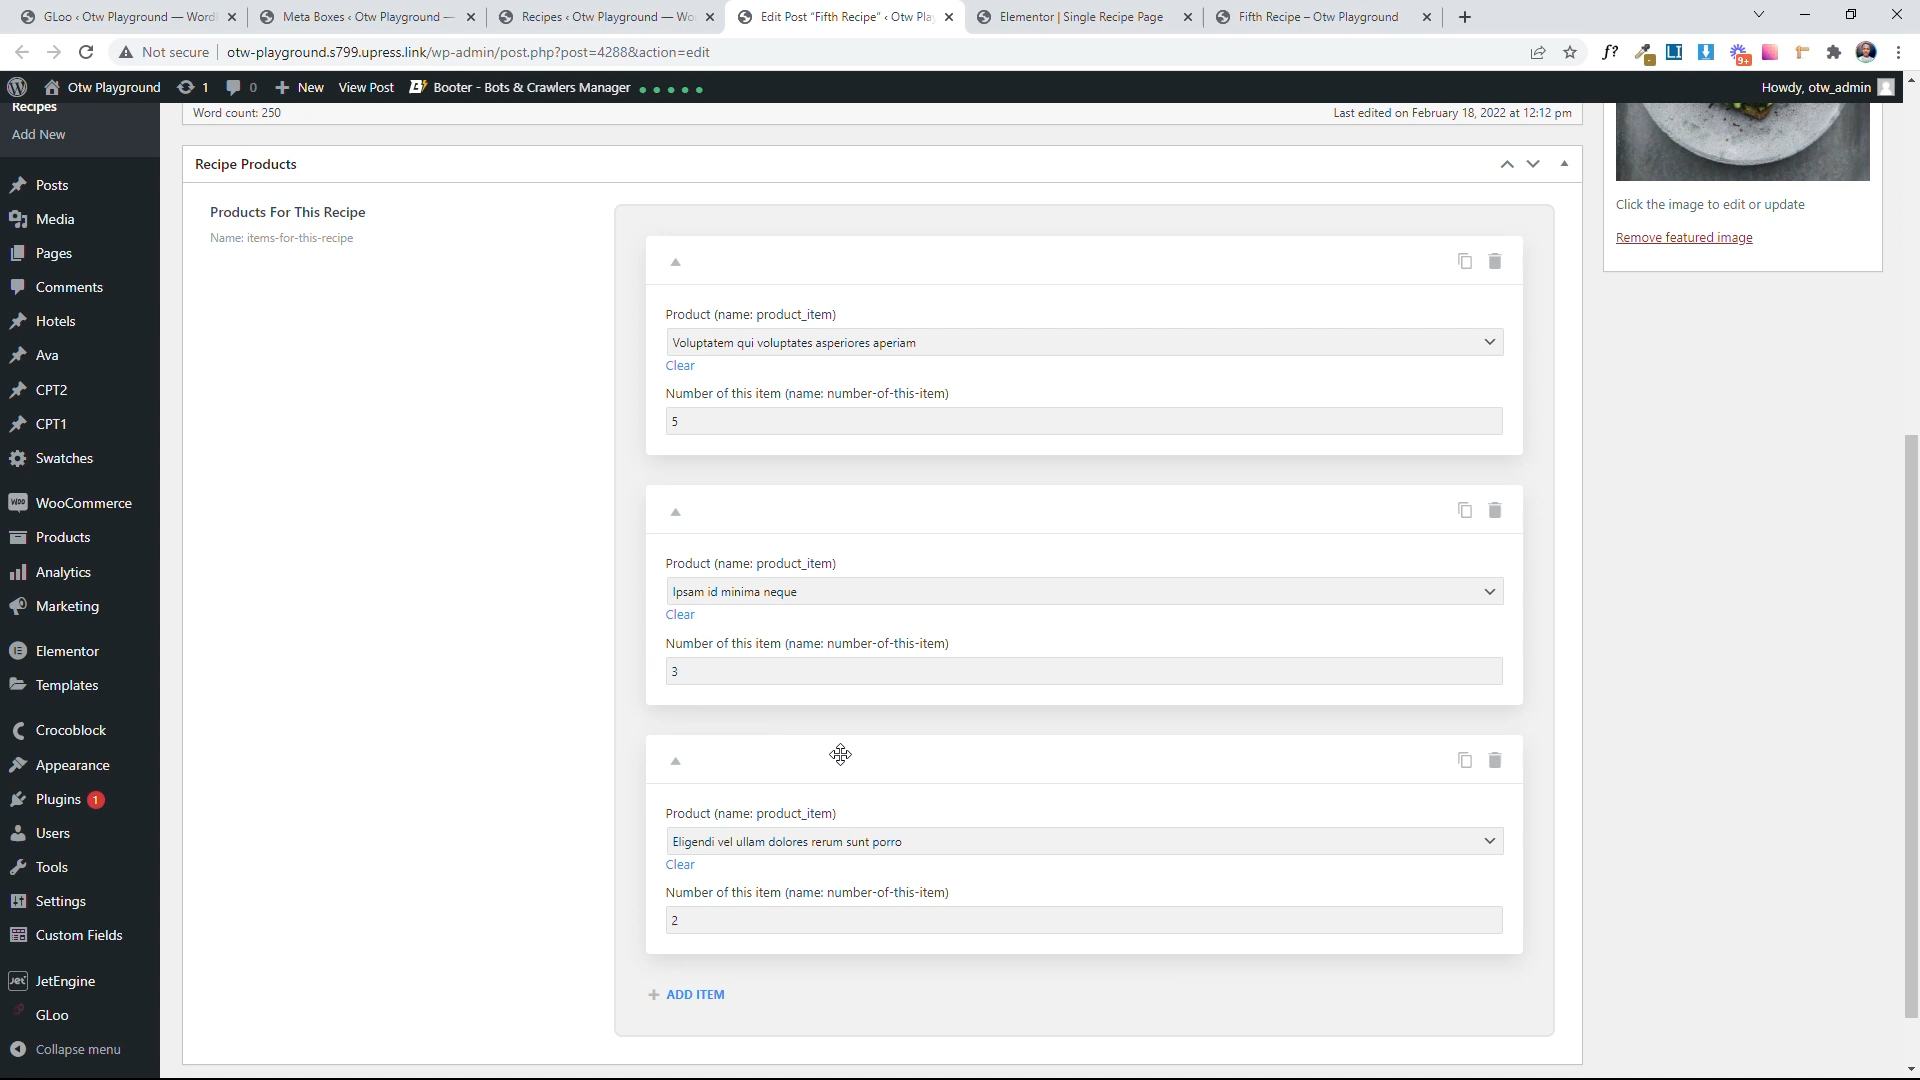 GLoo ‹ Otw Playground — Word
Meta Boxes ‹ Otw Playground —
Recipes ‹ Otw Playground — Wo
Edit Post "Fifth Recipe" ‹ Otw Pla
Elementor | Single Recipe Page
Fifth Recipe – Otw Playground
Not secure
otw-playground.s799.upress.link/wp-admin/post.php?post=4288&action=edit
f?
9+
Otw Playground
1
0
New
View Post
Booter - Bots & Crawlers Manager
Howdy, otw_admin
Recipes
Add New
Posts
Media
Pages
Comments
Hotels
Ava
CPT2
CPT1
Swatches
WooCommerce
Products
Analytics
Marketing
Elementor
Templates
Crocoblock
Appearance
Plugins 1
Users
Tools
Settings
Custom Fields
JetEngine
GLoo
Collapse menu
Word count: 250
Last edited on February 18, 2022 at 12:12 pm
Recipe Products
Products For This Recipe
Name: items-for-this-recipe
Product (name: product_item)
Voluptatem qui voluptates asperiores aperiam
Clear
Number of this item (name: number-of-this-item)
5
Product (name: product_item)
Ipsam id minima neque
Clear
Number of this item (name: number-of-this-item)
3
Product (name: product_item)
Eligendi vel ullam dolores rerum sunt porro
Clear
Number of this item (name: number-of-this-item)
2
ADD ITEM
Click the image to edit or update
Remove featured image